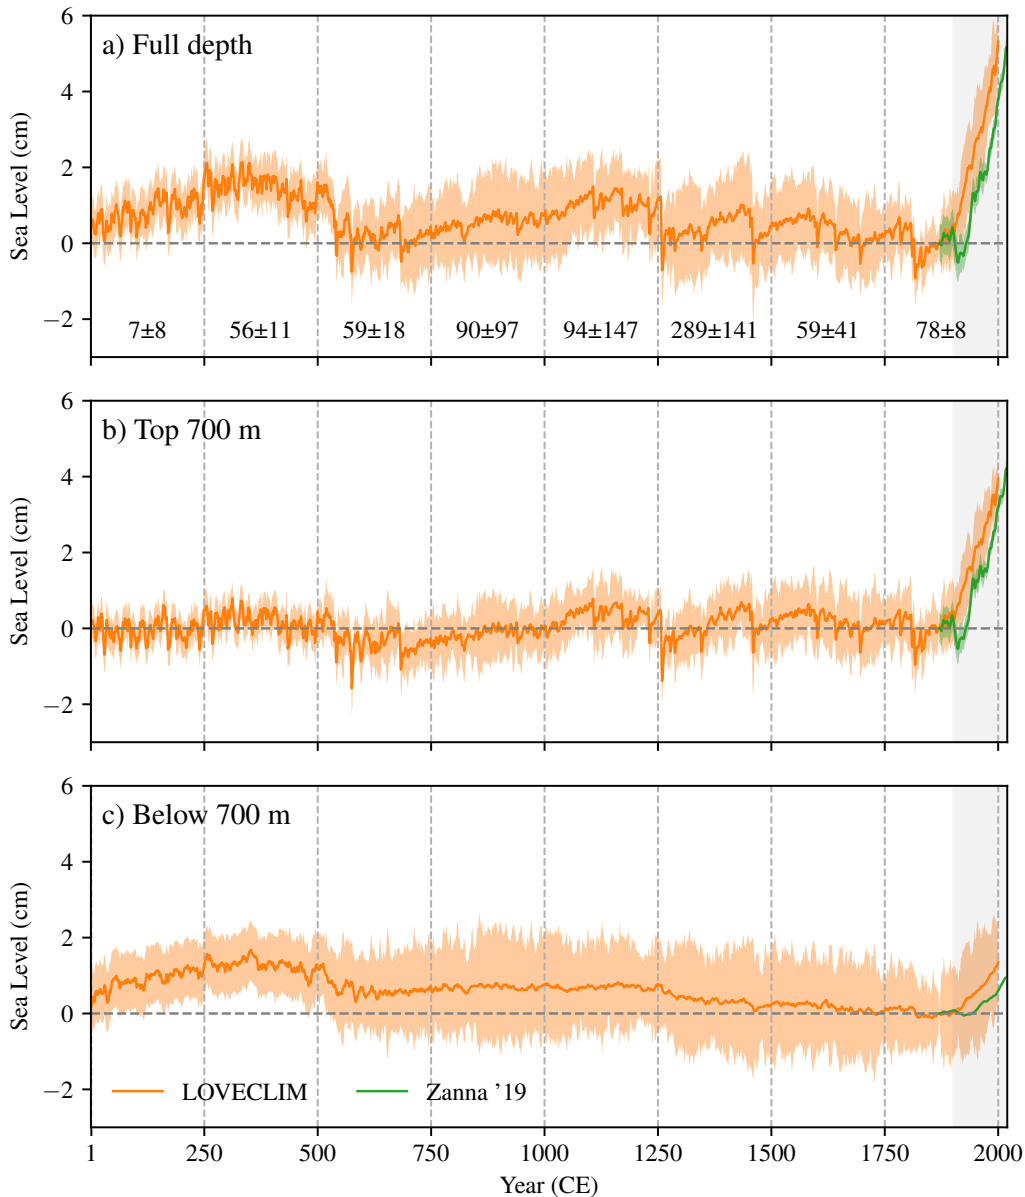 6
a) Full depth
4
2
0
−2
Sea Level (cm)
7±8 56±11 59±18 90±97 94±147 289±141 59±41 78±8
6
b) Top 700 m
4
2
0
−2
Sea Level (cm)
6
c) Below 700 m
4
2
0
−2
Sea Level (cm)
LOVECLIM Zanna ’19
1 250 500 750 1000 1250 1500 1750 2000
Year (CE)